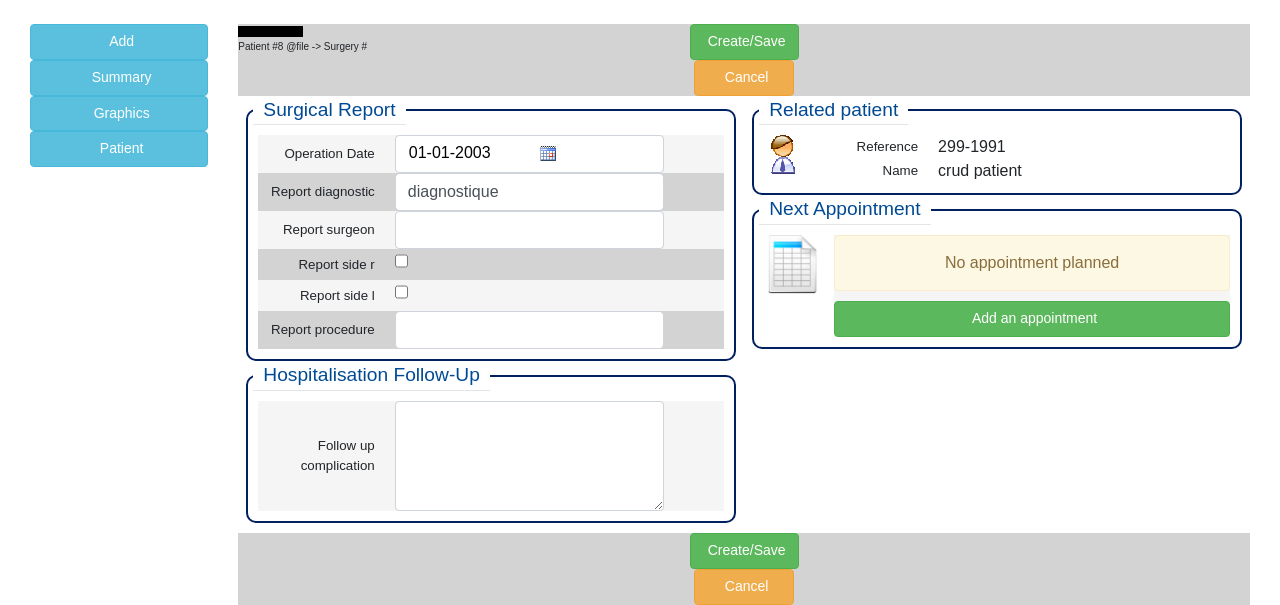 Add
Summary
Graphics
Patient
Patient #8 @file -> Surgery #
Create/Save
Cancel
Surgical Report
Operation Date 01-01-2003
Report diagnostic diagnostique
Report surgeon
Report side r
Report side l
Report procedure
Hospitalisation Follow-Up
Follow up
complication
Related patient
Reference 299-1991
Name crud patient
Next Appointment
No appointment planned
Add an appointment
Create/Save
Cancel